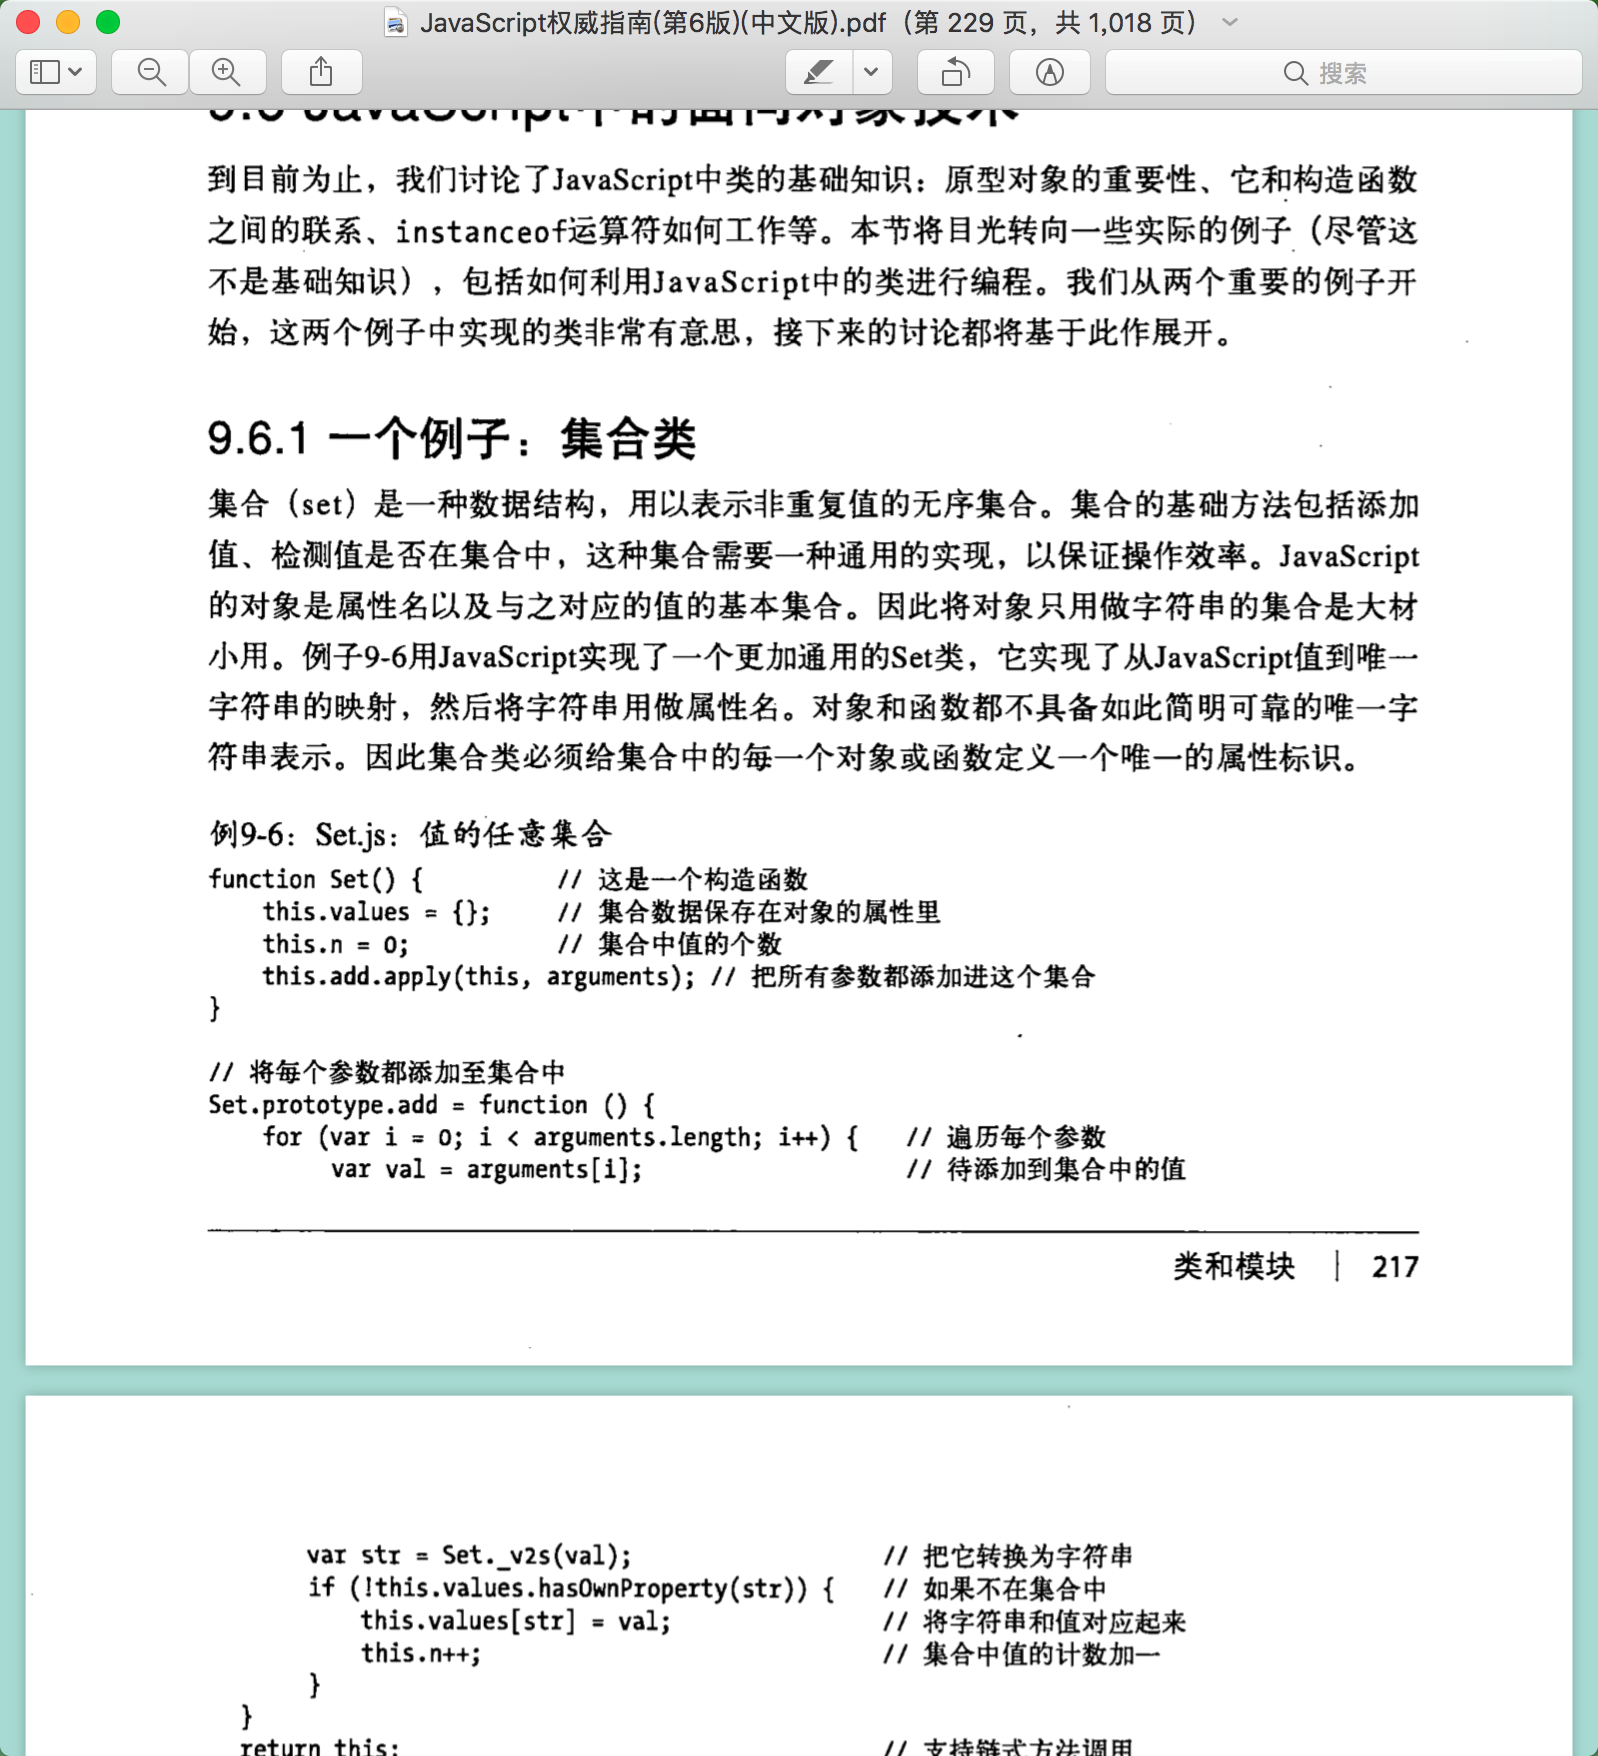 JavaScript权威指南(第6版)(中文版).pdf（第 229 页，共 1,018 页）
搜索
9.6 JavaScript中的面向对象技术
到目前为止，我们讨论了JavaScript中类的基础知识：原型对象的重要性、它和构造函数
之间的联系、instanceof运算符如何工作等。本节将目光转向一些实际的例子（尽管这
不是基础知识），包括如何利用JavaScript中的类进行编程。我们从两个重要的例子开
始，这两个例子中实现的类非常有意思，接下来的讨论都将基于此作展开。
9.6.1 一个例子：集合类
集合（set）是一种数据结构，用以表示非重复值的无序集合。集合的基础方法包括添加
值、检测值是否在集合中，这种集合需要一种通用的实现，以保证操作效率。JavaScript
的对象是属性名以及与之对应的值的基本集合。因此将对象只用做字符串的集合是大材
小用。例子9-6用JavaScript实现了一个更加通用的Set类，它实现了从JavaScript值到唯一
字符串的映射，然后将字符串用做属性名。对象和函数都不具备如此简明可靠的唯一字
符串表示。因此集合类必须给集合中的每一个对象或函数定义一个唯一的属性标识。
例9-6：Set.js：值的任意集合
function Set() { // 这是一个构造函数
this.values = {}; // 集合数据保存在对象的属性里
this.n = 0; // 集合中值的个数
this.add.apply(this, arguments); // 把所有参数都添加进这个集合
}
// 将每个参数都添加至集合中
Set.prototype.add = function () {
for (var i = 0; i < arguments.length; i++) { // 遍历每个参数
var val = arguments[i]; // 待添加到集合中的值
类和模块 | 217
var str = Set._v2s(val); // 把它转换为字符串
if (!this.values.hasOwnProperty(str)) { // 如果不在集合中
this.values[str] = val; // 将字符串和值对应起来
this.n++; // 集合中值的计数加一
}
}
return this; // 支持链式方法调用